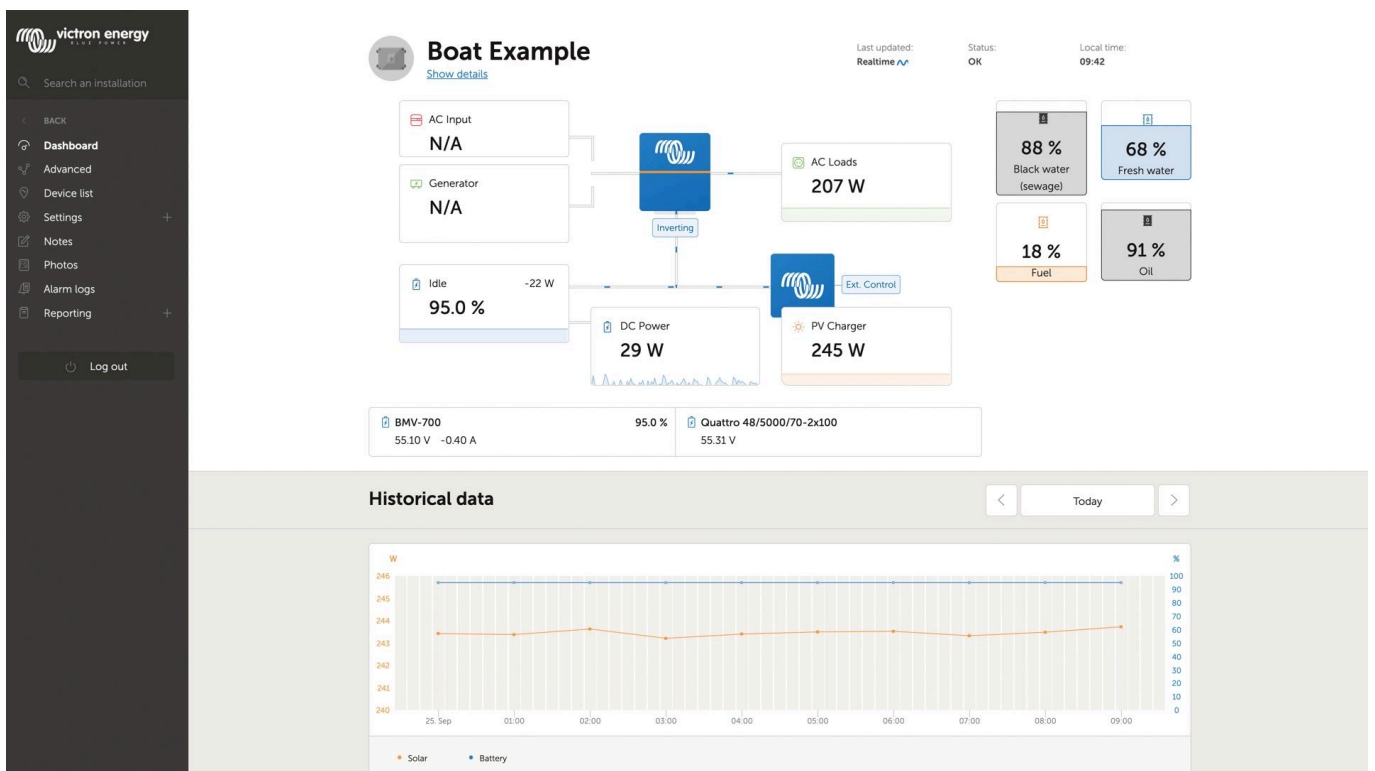 victron energy
BLUE POWER
Search an installation
BACK
Dashboard
Advanced
Device list
Settings
Notes
Photos
Alarm logs
Reporting
Log out
Boat Example
Show details
Last updated:
Realtime
Status:
OK
Local time:
09:42
AC Input
N/A
Generator
N/A
Inverting
AC Loads
207 W
Idle -22 W
95.0 %
Ext. Control
DC Power
29 W
PV Charger
245 W
88 %
Black water
(sewage)
68 %
Fresh water
18 %
Fuel
91 %
Oil
BMV-700 95.0 %
55.10 V -0.40 A
Quattro 48/5000/70-2x100
55.31 V
Historical data
Today
W
246
245
244
243
242
241
240
%
100
90
80
70
60
50
40
30
20
10
0
25. Sep 01:00 02:00 03:00 04:00 05:00 06:00 07:00 08:00 09:00
Solar Battery